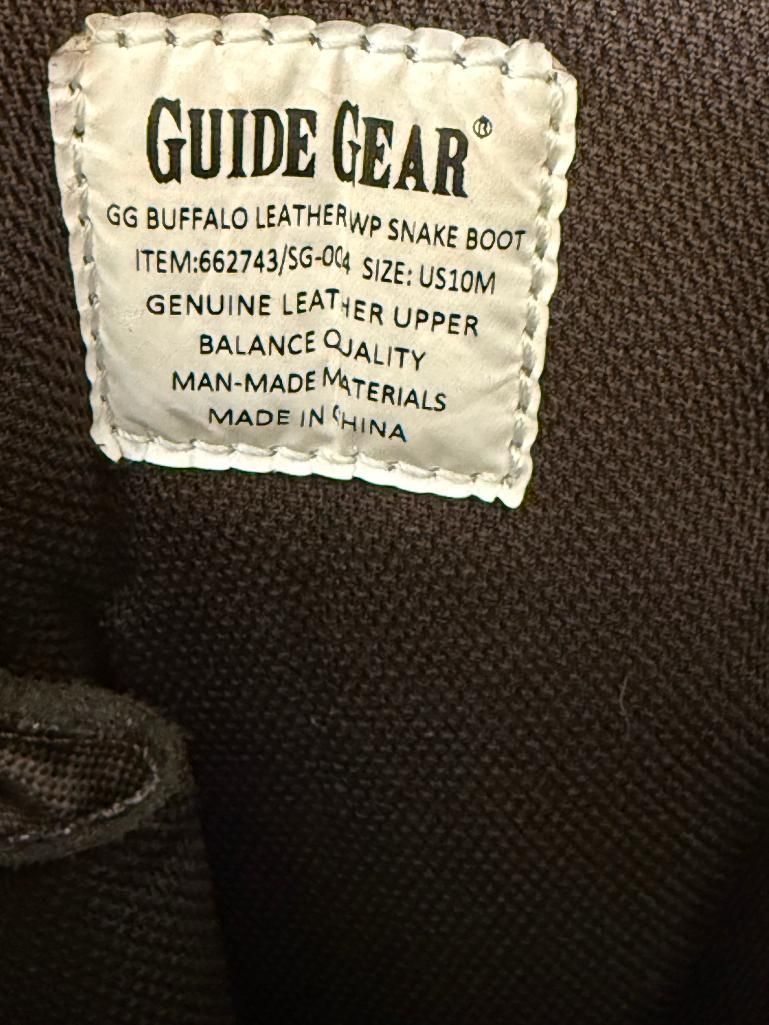 GUIDE GEAR®
GG BUFFALO LEATHER WP SNAKE BOOT
ITEM:662743/SG-004 SIZE: US10M
GENUINE LEATHER UPPER
BALANCE QUALITY
MAN-MADE MATERIALS
MADE IN CHINA